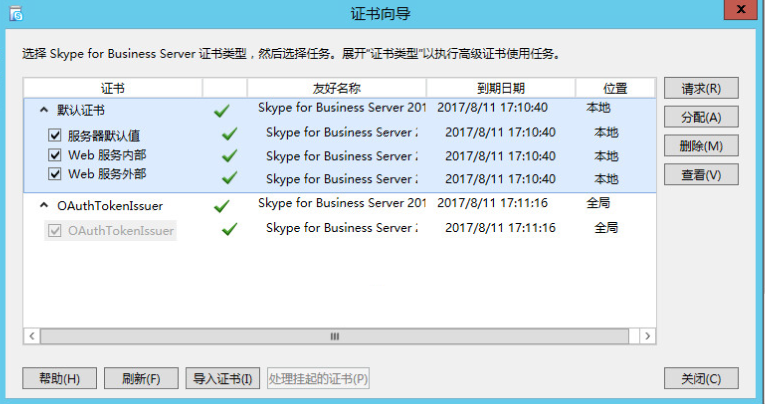 证书向导
选择 Skype for Business Server 证书类型，然后选择任务。展开"证书类型"以执行高级证书使用任务。
证书 友好名称 到期日期 位置 请求(R)
默认证书 Skype for Business Server 201 2017/8/11 17:10:40 本地 分配(A)
服务器默认值 Skype for Business Server 2017/8/11 17:10:40 本地 删除(M)
Web 服务内部 Skype for Business Server 2017/8/11 17:10:40 本地
Web 服务外部 Skype for Business Server 2017/8/11 17:10:40 本地 查看(V)
OAuthTokenIssuer Skype for Business Server 201 2017/8/11 17:11:16 全局
OAuthTokenIssuer Skype for Business Server 2017/8/11 17:11:16 全局
帮助(H) 刷新(F) 导入证书(I) 处理挂起的证书(P) 关闭(C)